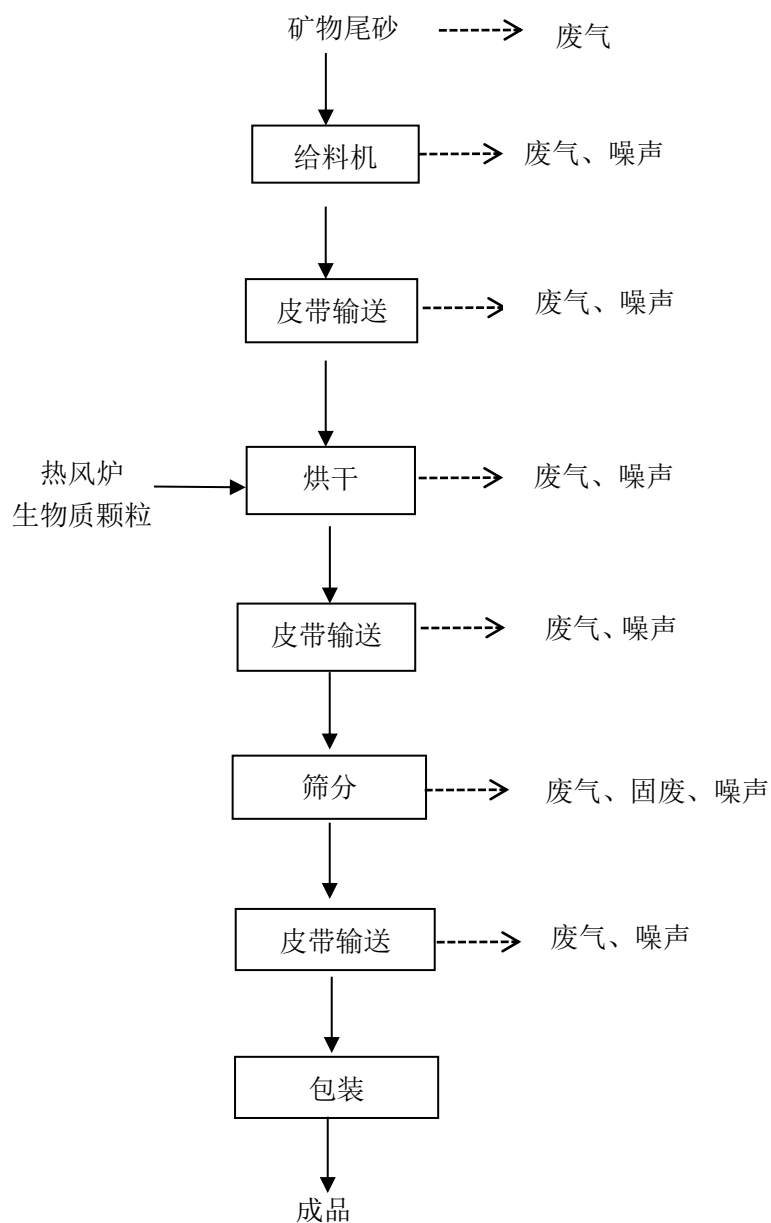 矿物尾砂
废气
给料机
废气、噪声
皮带输送
废气、噪声
热风炉
生物质颗粒
烘干
废气、噪声
皮带输送
废气、噪声
筛分
废气、固废、噪声
皮带输送
废气、噪声
包装
成品